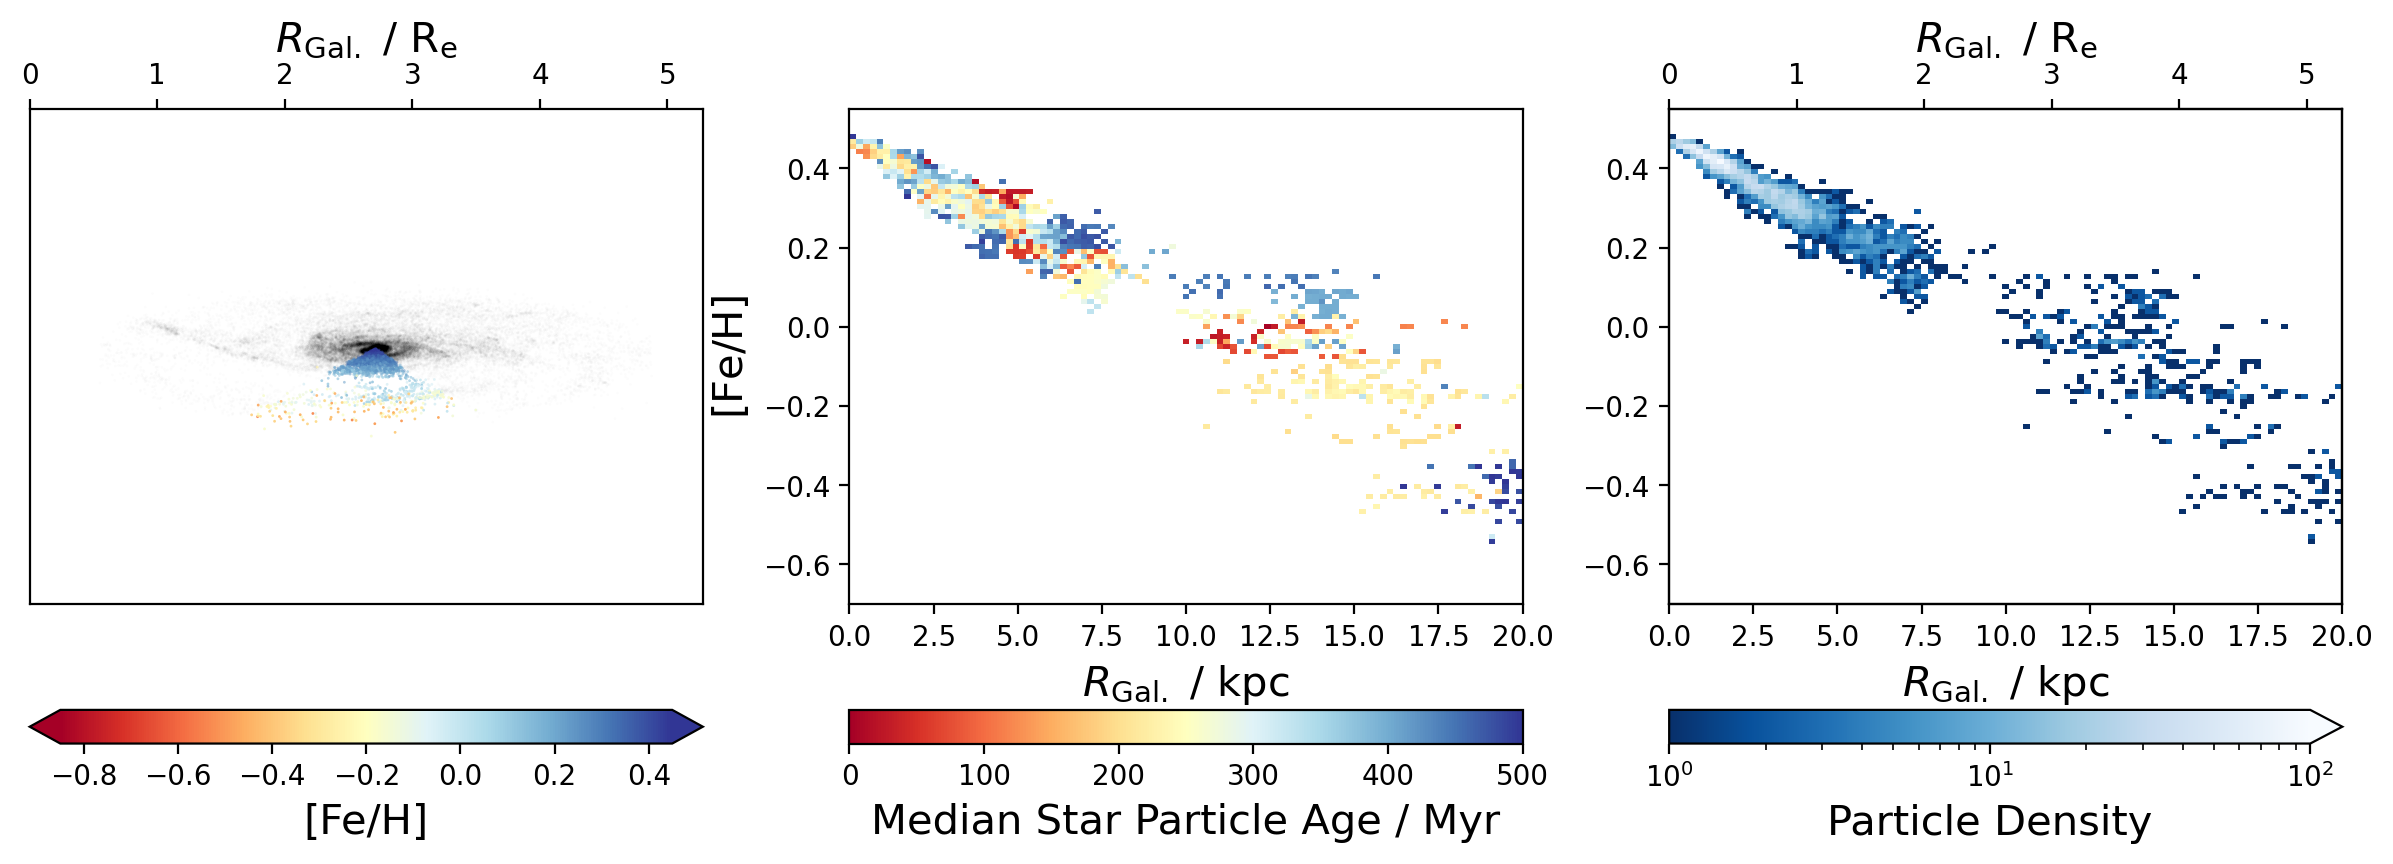 R_Gal. / R_e
0 1 2 3 4 5
−0.8 −0.6 −0.4 −0.2 0.0 0.2 0.4
[Fe/H]
[Fe/H]
0.4
0.2
0.0
−0.2
−0.4
−0.6
0.0 2.5 5.0 7.5 10.0 12.5 15.0 17.5 20.0
R_Gal. / kpc
0 100 200 300 400 500
Median Star Particle Age / Myr
R_Gal. / R_e
0 1 2 3 4 5
0.4
0.2
0.0
−0.2
−0.4
−0.6
0.0 2.5 5.0 7.5 10.0 12.5 15.0 17.5 20.0
R_Gal. / kpc
10^0 10^1 10^2
Particle Density